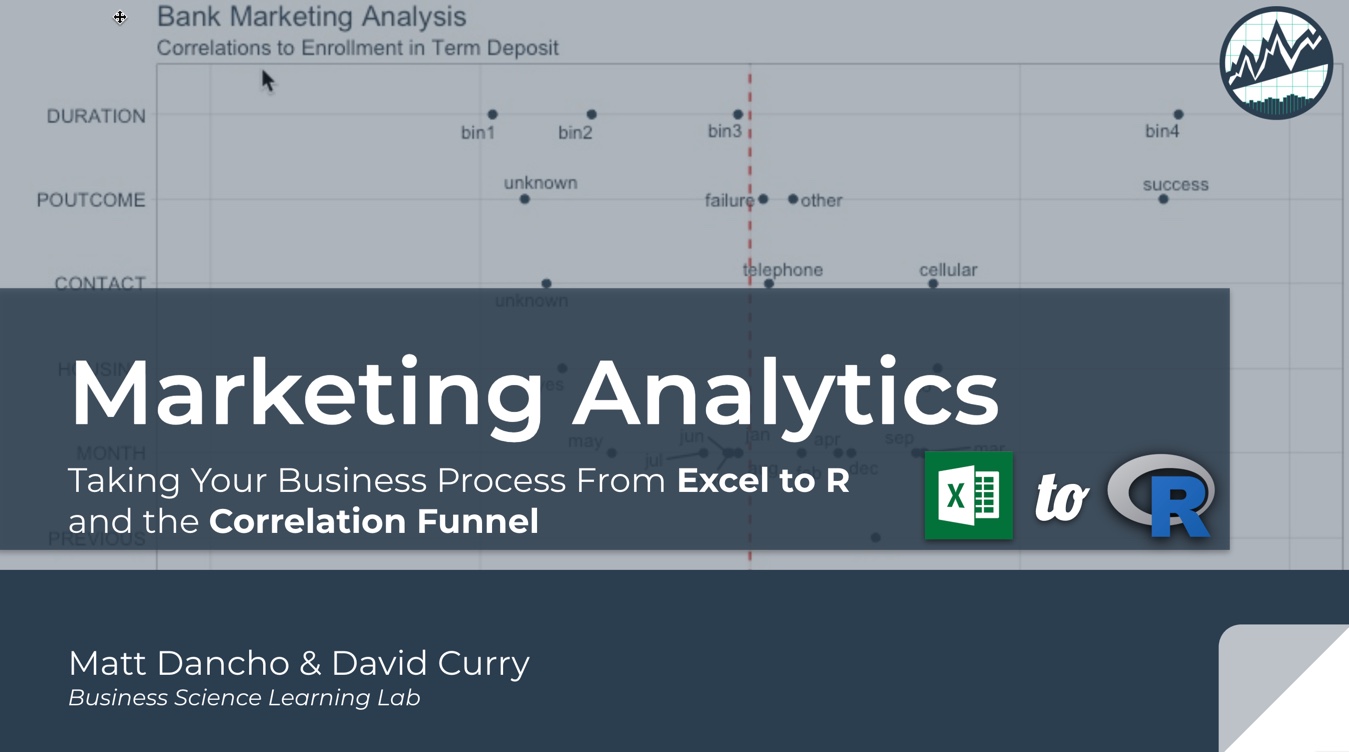 Bank Marketing Analysis
Correlations to Enrollment in Term Deposit
DURATION
bin1 bin2 bin3 bin4
POUTCOME
unknown failure other success
CONTACT
unknown telephone cellular
Marketing Analytics
MONTH
may jul jun apr sep mar
dec
Taking Your Business Process From Excel to R
and the Correlation Funnel
X to R
PREVIOUS
Matt Dancho & David Curry
Business Science Learning Lab